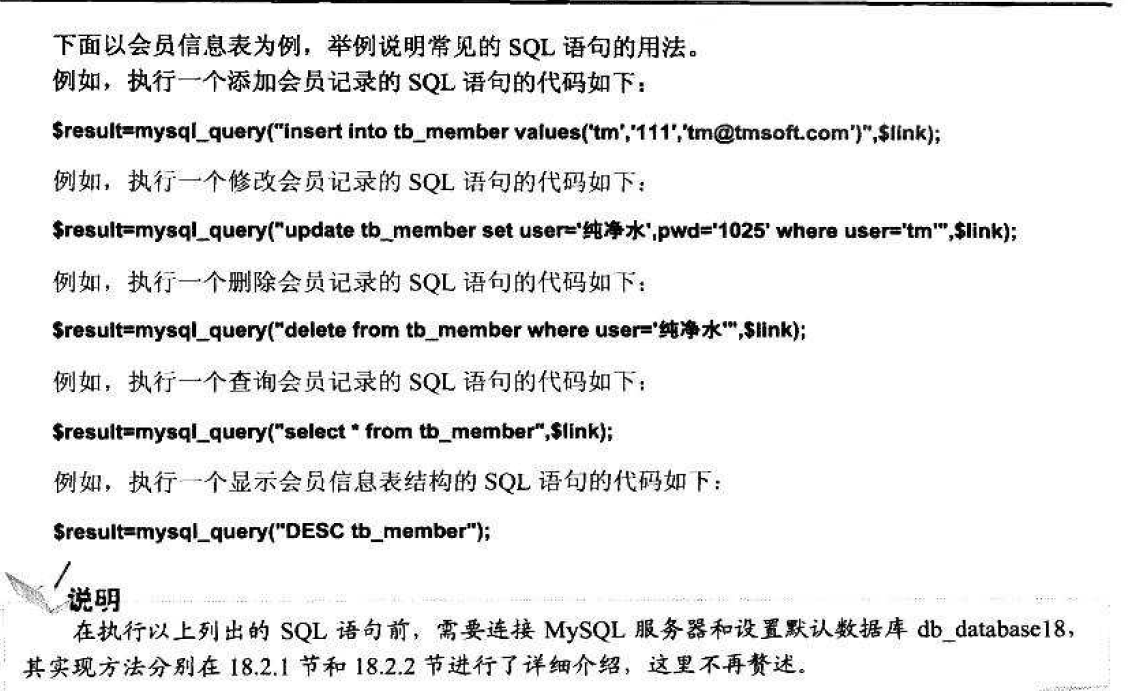 下面以会员信息表为例，举例说明常见的 SQL 语句的用法。
例如，执行一个添加会员记录的 SQL 语句的代码如下：
$result=mysql_query("insert into tb_member values('tm','111','tm@tmsoft.com')",$link);
例如，执行一个修改会员记录的 SQL 语句的代码如下：
$result=mysql_query("update tb_member set user='纯净水',pwd='1025' where user='tm'",$link);
例如，执行一个删除会员记录的 SQL 语句的代码如下：
$result=mysql_query("delete from tb_member where user='纯净水'",$link);
例如，执行一个查询会员记录的 SQL 语句的代码如下：
$result=mysql_query("select * from tb_member",$link);
例如，执行一个显示会员信息表结构的 SQL 语句的代码如下：
$result=mysql_query("DESC tb_member");
说明
在执行以上列出的 SQL 语句前，需要连接 MySQL 服务器和设置默认数据库 db_database18，
其实现方法分别在 18.2.1 节和 18.2.2 节进行了详细介绍，这里不再赘述。